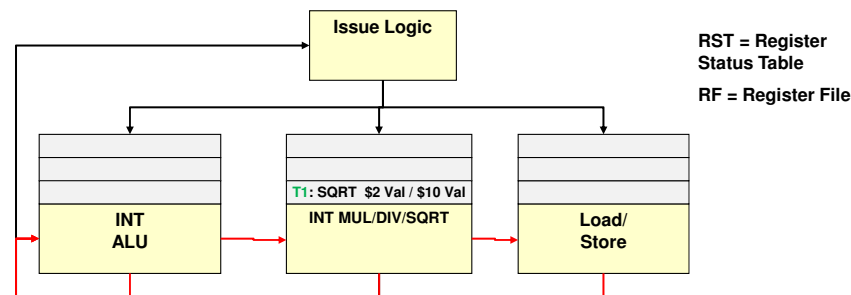 Issue Logic
RST = Register
Status Table
RF = Register File
T1: SQRT $2 Val / $10 Val
INT
ALU
INT MUL/DIV/SQRT
Load/
Store